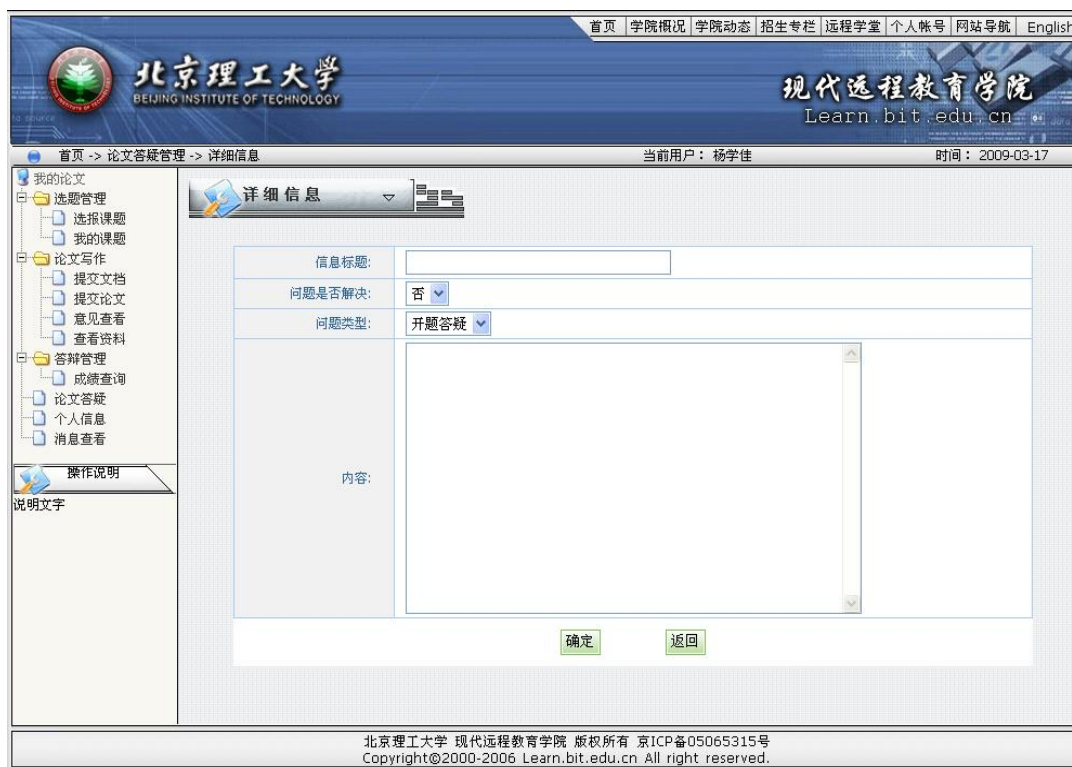 首页 学院概况 学院动态 招生专栏 远程学堂 个人帐号 网站导航 English
北京理工大学
BEIJING INSTITUTE OF TECHNOLOGY
现代远程教育学院
Learn.bit.edu.cn
首页 -> 论文答疑管理 -> 详细信息 当前用户： 杨学佳 时间： 2009-03-17
我的论文
选题管理
选报课题
我的课题
论文写作
提交文档
提交论文
意见查看
查看资料
答辩管理
成绩查询
论文答疑
个人信息
消息查看
操作说明
说明文字
详细信息
信息标题:
问题是否解决: 否
问题类型: 开题答疑
内容:
确定 返回
北京理工大学 现代远程教育学院 版权所有 京ICP备05065315号
Copyright©2000-2006 Learn.bit.edu.cn All right reserved.